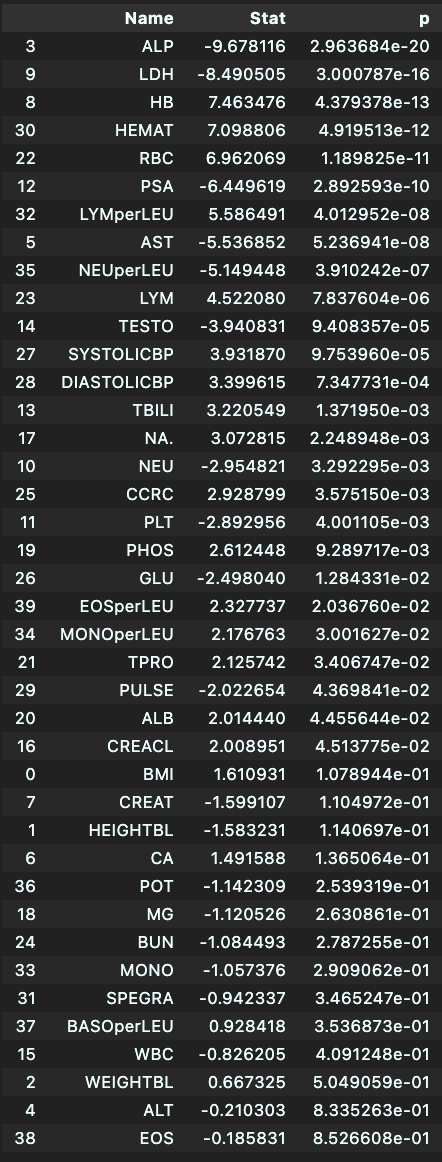 Name Stat p
3 ALP -9.678116 2.963684e-20
9 LDH -8.490505 3.000787e-16
8 HB 7.463476 4.379378e-13
30 HEMAT 7.098806 4.919513e-12
22 RBC 6.962069 1.189825e-11
12 PSA -6.449619 2.892593e-10
32 LYMperLEU 5.586491 4.012952e-08
5 AST -5.536852 5.236941e-08
35 NEUperLEU -5.149448 3.910242e-07
23 LYM 4.522080 7.837604e-06
14 TESTO -3.940831 9.408357e-05
27 SYSTOLICBP 3.931870 9.753960e-05
28 DIASTOLICBP 3.399615 7.347731e-04
13 TBILI 3.220549 1.371950e-03
17 NA. 3.072815 2.248948e-03
10 NEU -2.954821 3.292295e-03
25 CCRC 2.928799 3.575150e-03
11 PLT -2.892956 4.001105e-03
19 PHOS 2.612448 9.289717e-03
26 GLU -2.498040 1.284331e-02
39 EOSperLEU 2.327737 2.036760e-02
34 MONOperLEU 2.176763 3.001627e-02
21 TPRO 2.125742 3.406747e-02
29 PULSE -2.022654 4.369841e-02
20 ALB 2.014440 4.455644e-02
16 CREACL 2.008951 4.513775e-02
0 BMI 1.610931 1.078944e-01
7 CREAT -1.599107 1.104972e-01
1 HEIGHTBL -1.583231 1.140697e-01
6 CA 1.491588 1.365064e-01
36 POT -1.142309 2.539319e-01
18 MG -1.120526 2.630861e-01
24 BUN -1.084493 2.787255e-01
33 MONO -1.057376 2.909062e-01
31 SPEGRA -0.942337 3.465247e-01
37 BASOperLEU 0.928418 3.536873e-01
15 WBC -0.826205 4.091248e-01
2 WEIGHTBL 0.667325 5.049059e-01
4 ALT -0.210303 8.335263e-01
38 EOS -0.185831 8.526608e-01